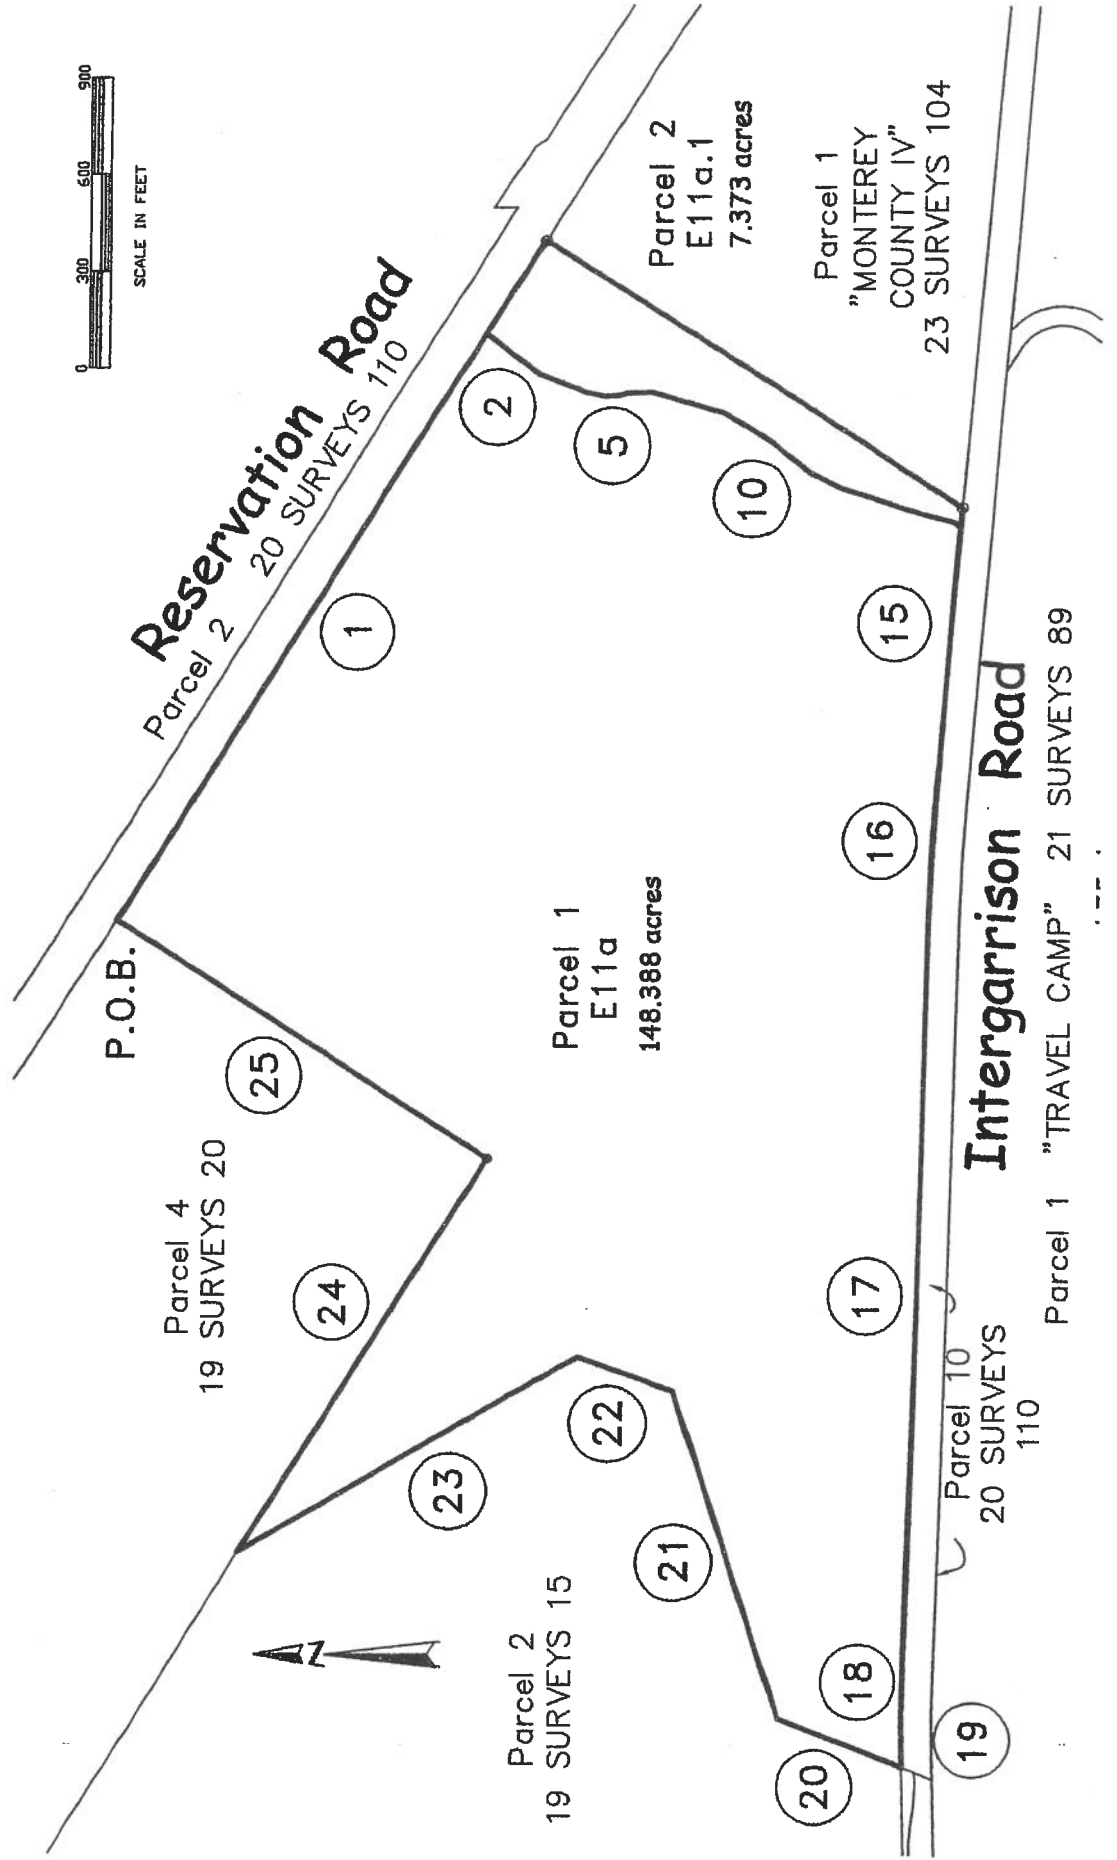 0 300 600 900
SCALE IN FEET
Reservation Road
Parcel 2 20 SURVEYS 110
P.O.B.
1
2
5
10
15
16
17
18
19
20
21
22
23
24
25
Parcel 4
19 SURVEYS 20
Parcel 2
19 SURVEYS 15
N
Parcel 1
E11a
148.388 acres
Parcel 2
E11a.1
7.373 acres
Parcel 1
"MONTEREY
COUNTY IV"
23 SURVEYS 104
Intergarrison Road
Parcel 10
20 SURVEYS
110
Parcel 1 "TRAVEL CAMP" 21 SURVEYS 89